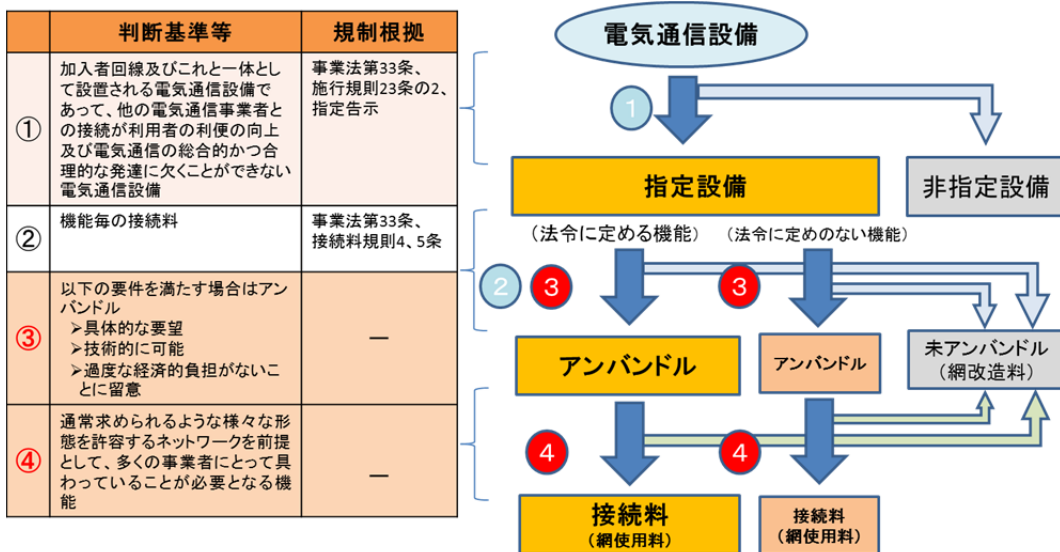 判断基準等
規制根拠
①
加入者回線及びこれと一体とし
て設置される電気通信設備で
あって、他の電気通信事業者と
の接続が利用者の利便の向上
及び電気通信の総合的かつ合
理的な発達に欠くことができない
電気通信設備
事業法第33条、
施行規則23条の2、
指定告示
②
機能毎の接続料
事業法第33条、
接続料規則4、5条
③
以下の要件を満たす場合はアン
バンドル
➢具体的な要望
➢技術的に可能
➢過度な経済的負担がないこ
とに留意
―
④
通常求められるような様々な形
態を許容するネットワークを前提
として、多くの事業者にとって具
わっていることが必要となる機
能
―
電気通信設備
1
指定設備
非指定設備
(法令に定める機能)
(法令に定めのない機能)
2
3
3
アンバンドル
アンバンドル
未アンバンドル
(網改造料)
4
4
接続料
(網使用料)
接続料
(網使用料)